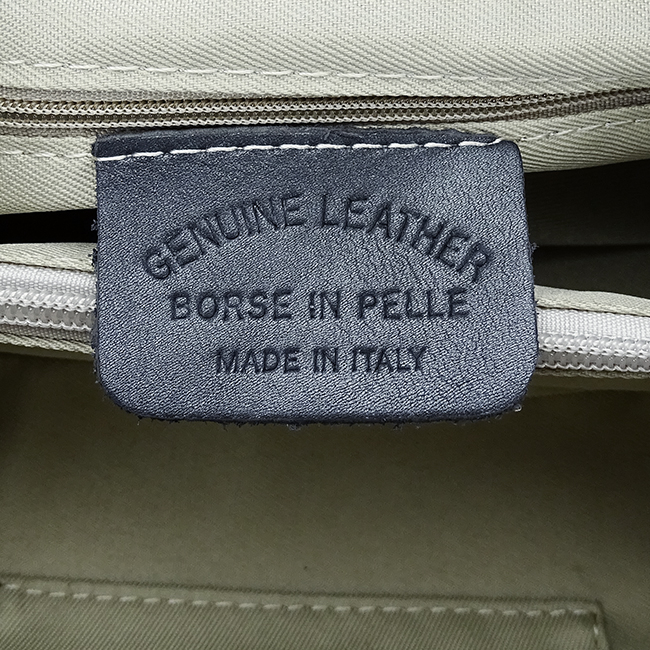 GENUINE LEATHER
BORSE IN PELLE
MADE IN ITALY